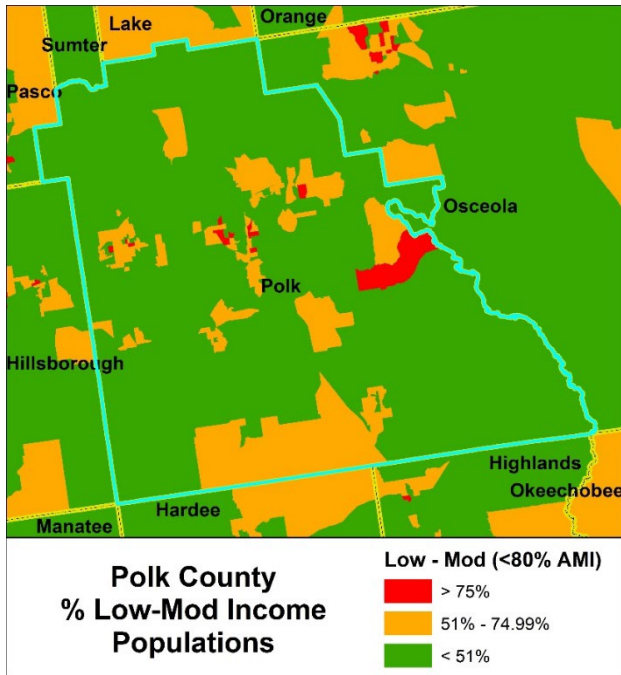 Lake
Orange
Sumter
Pasco
Osceola
Polk
Hillsborough
Highlands
Okeechobee
Hardee
Manatee
Polk County
% Low-Mod Income
Populations
Low - Mod (<80% AMI)
> 75%
51% - 74.99%
< 51%